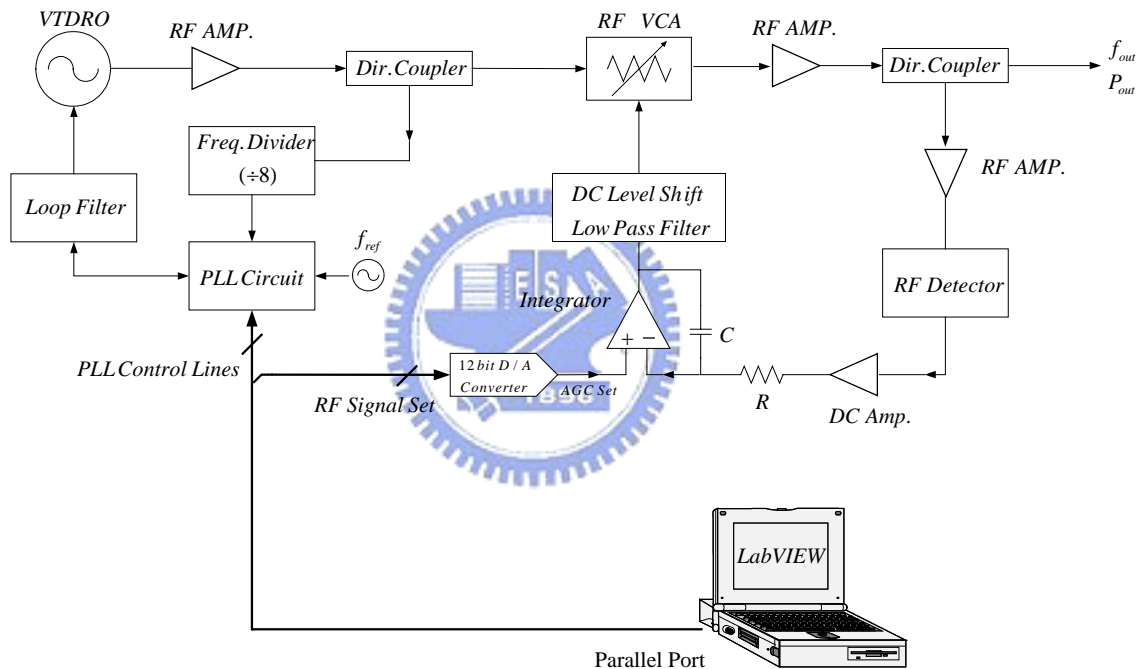 VTDRO
RF AMP.
RF VCA
RF AMP.
Dir.Coupler
Dir.Coupler
f_out
P_out
Freq.Divider
(÷8)
RF AMP.
Loop Filter
DC Level Shift
Low Pass Filter
f_ref
PLL Circuit
RF Detector
Integrator
E S A
+ −
C
PLL Control Lines
12bit D / A
Converter
AGC Set
RF Signal Set
R
DC Amp.
1896
LabVIEW
Parallel Port